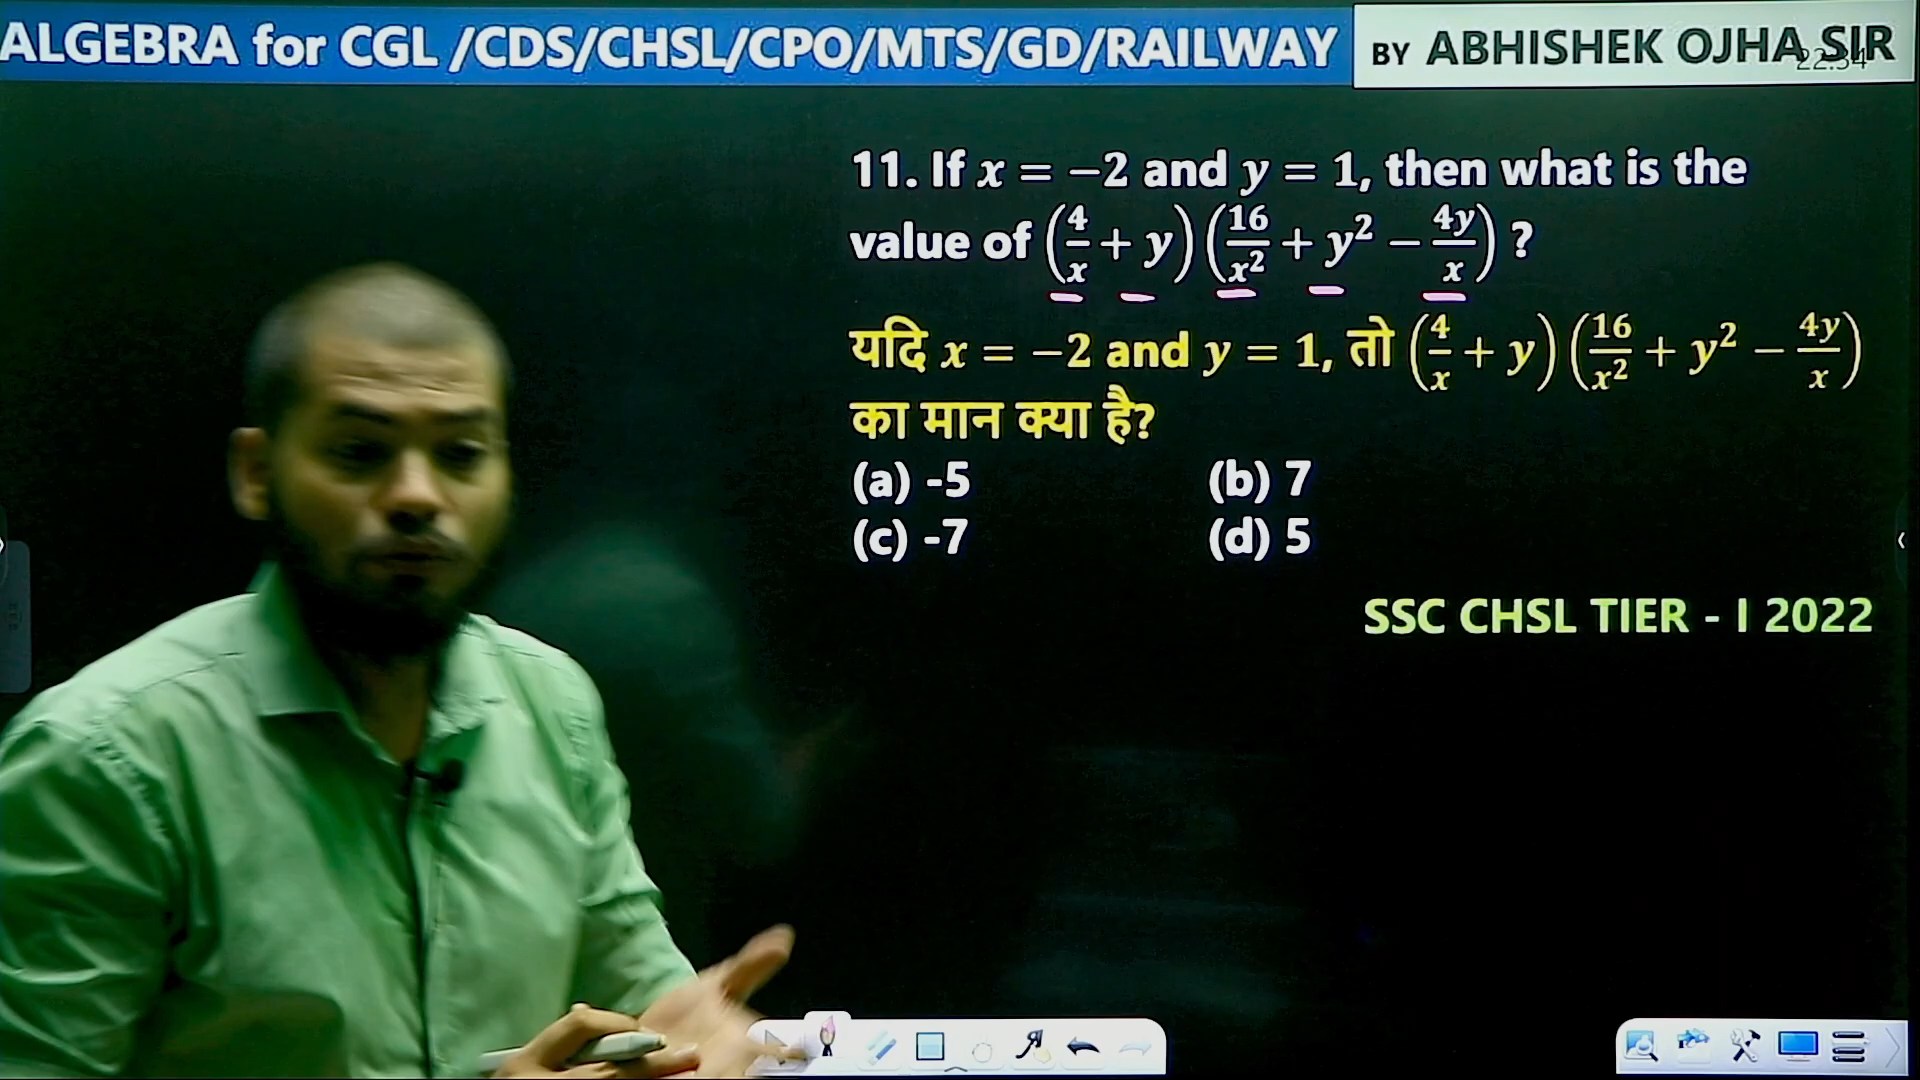 ALGEBRA for CGL /CDS/CHSL/CPO/MTS/GD/RAILWAY
BY ABHISHEK OJHA SIR
22:34
11. If x = −2 and y = 1, then what is the
value of (4/x + y)(16/x² + y² − 4y/x) ?
यदि x = −2 and y = 1, तो (4/x + y)(16/x² + y² − 4y/x)
का मान क्या है?
(a) -5 (b) 7
(c) -7 (d) 5
SSC CHSL TIER - I 2022